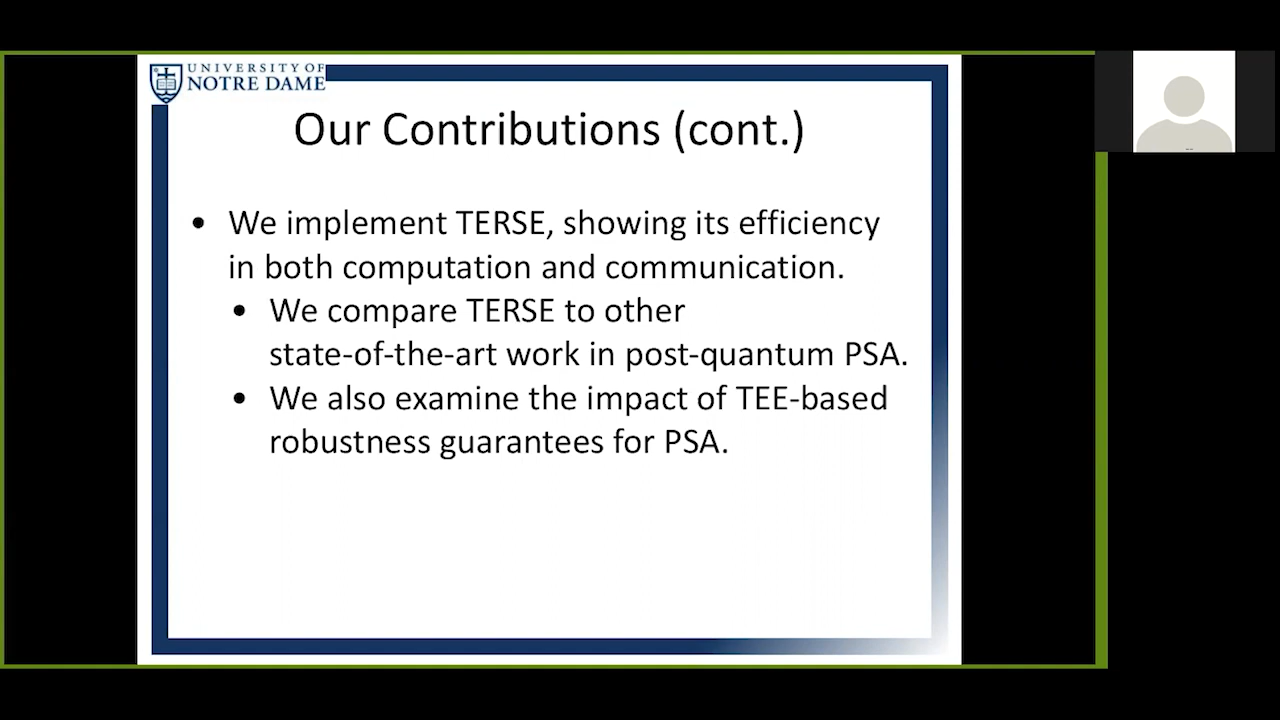 UNIVERSITY OF
NOTRE DAME
Our Contributions (cont.)
• We implement TERSE, showing its efficiency
in both computation and communication.
• We compare TERSE to other
state-of-the-art work in post-quantum PSA.
• We also examine the impact of TEE-based
robustness guarantees for PSA.